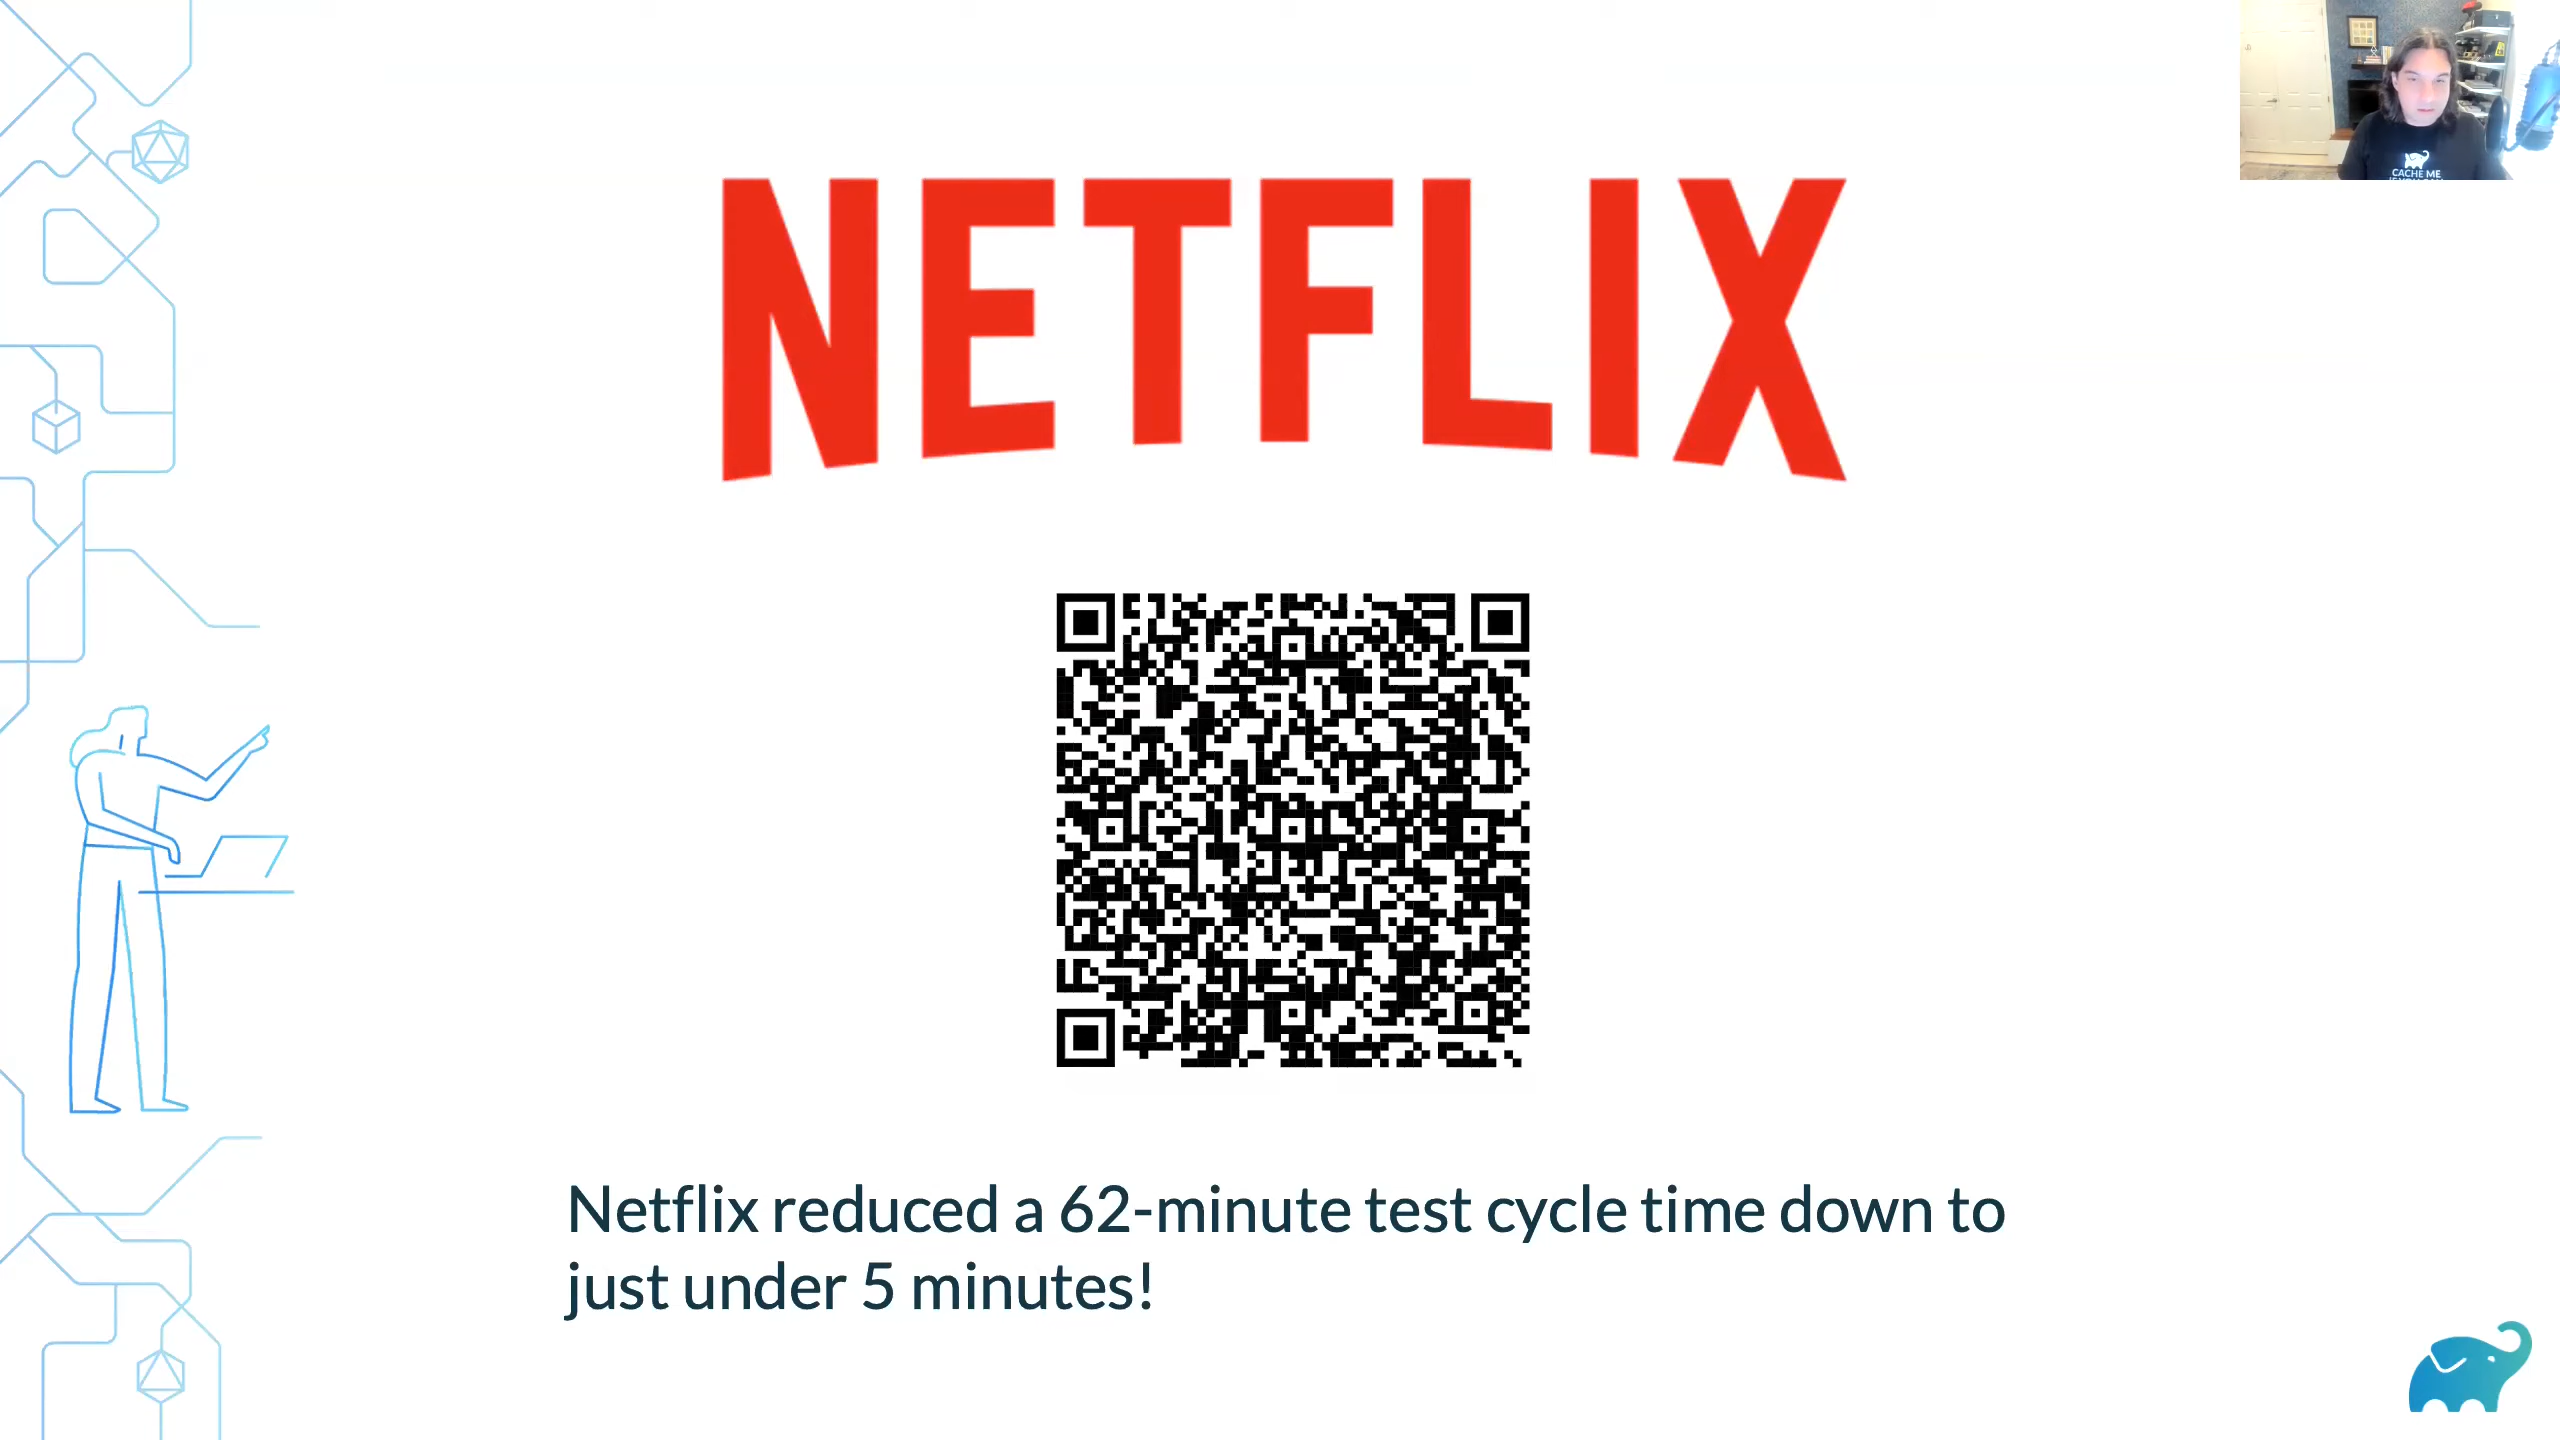 CACHE ME
NETFLIX
Netflix reduced a 62-minute test cycle time down to
just under 5 minutes!